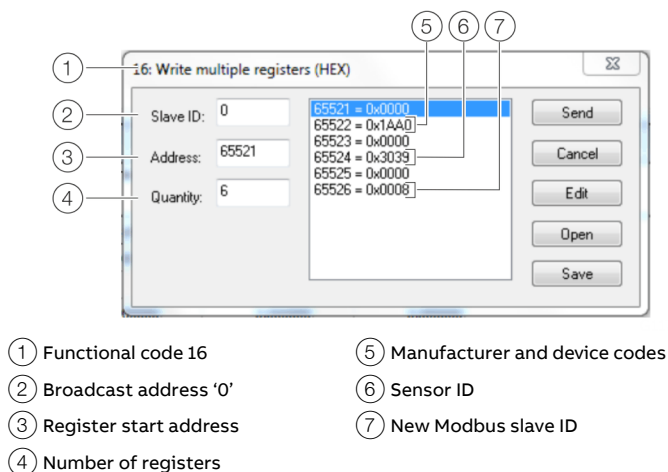 5 6 7
1 16: Write multiple registers (HEX)
2 Slave ID: 0
3 Address: 65521
4 Quantity: 6
65521 = 0x0000
65522 = 0x1AA0
65523 = 0x0000
65524 = 0x3039
65525 = 0x0000
65526 = 0x0008
Send
Cancel
Edit
Open
Save
1 Functional code 16
2 Broadcast address ‘0’
3 Register start address
4 Number of registers
5 Manufacturer and device codes
6 Sensor ID
7 New Modbus slave ID